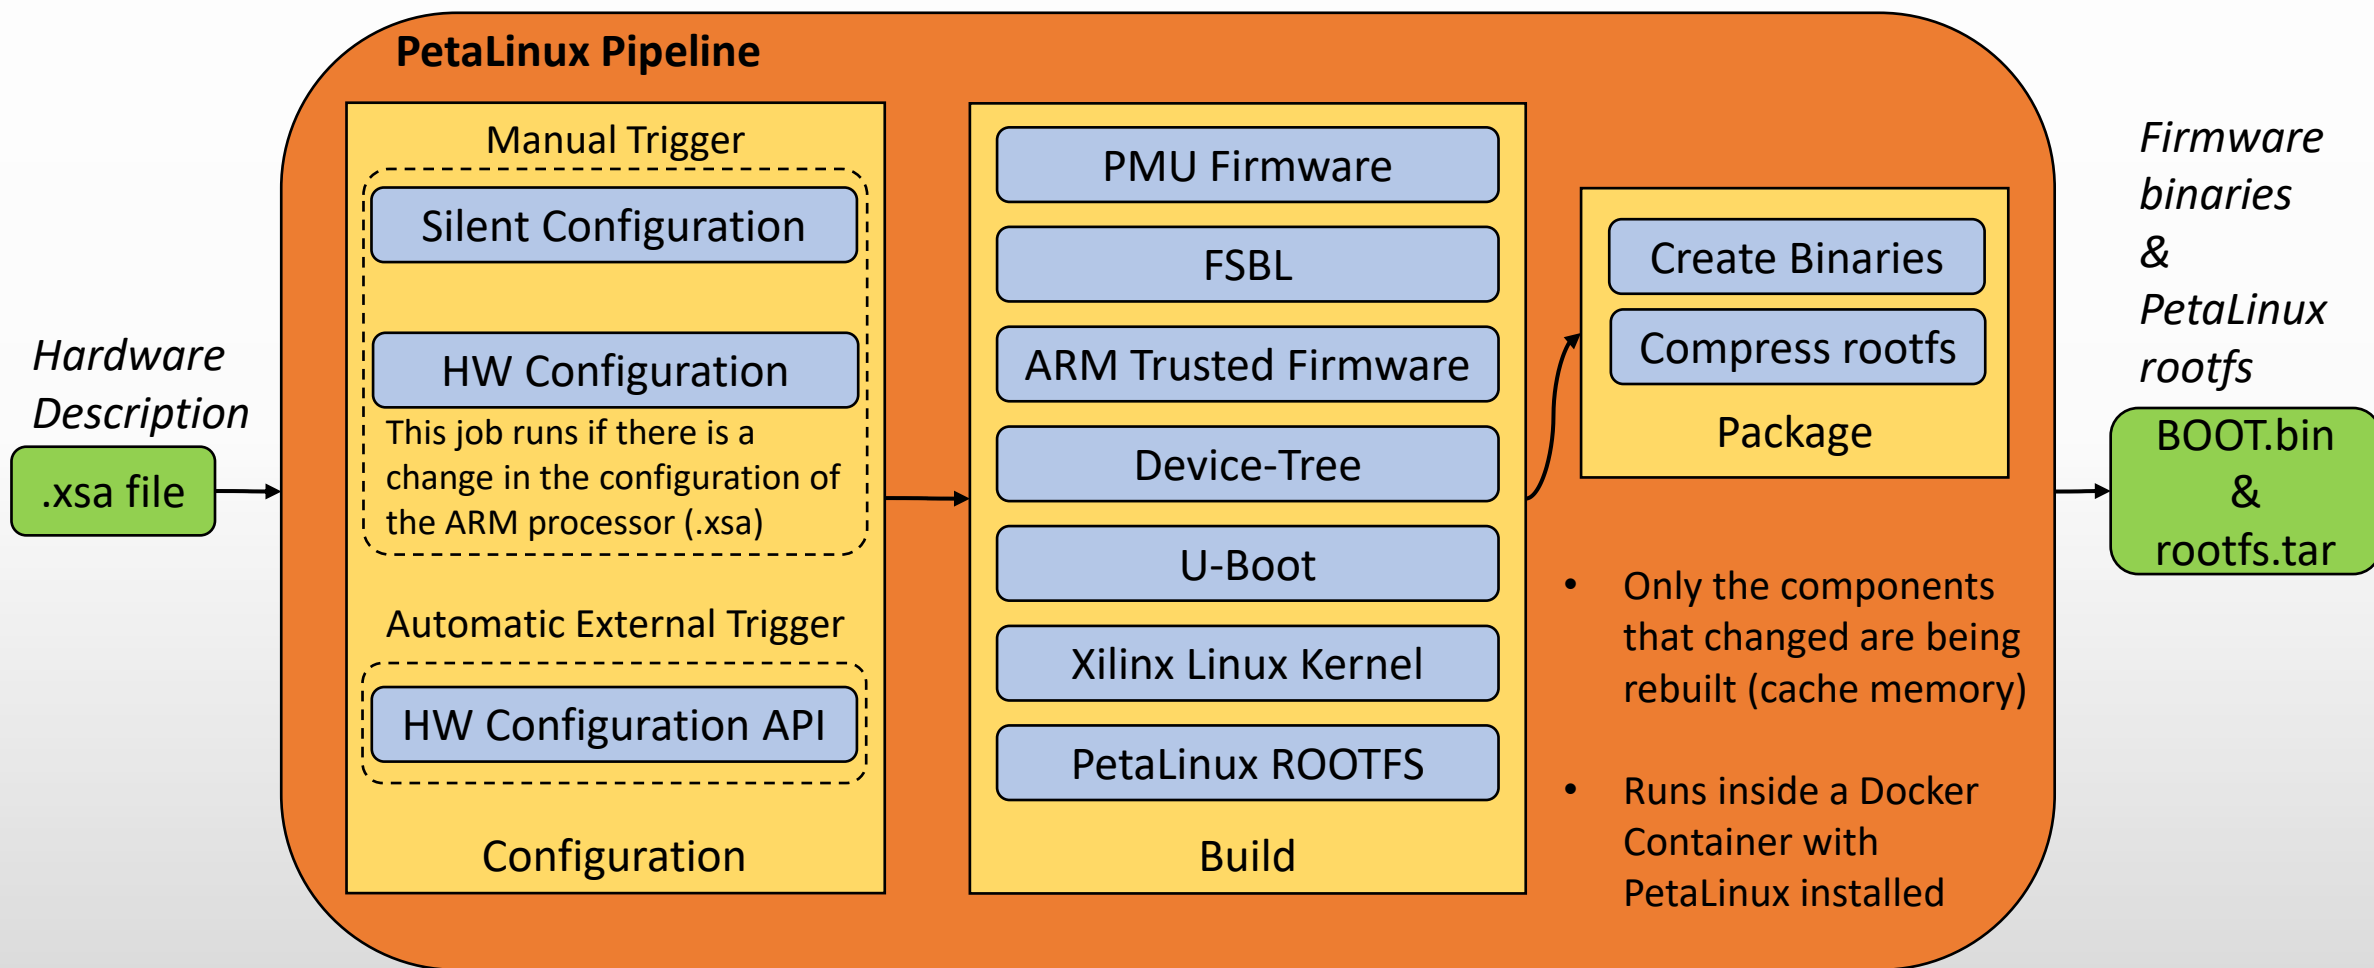 PetaLinux Pipeline
Hardware
Description
.xsa file
Manual Trigger
Silent Configuration
HW Configuration
This job runs if there is a
change in the configuration of
the ARM processor (.xsa)
Automatic External Trigger
HW Configuration API
Configuration
PMU Firmware
FSBL
ARM Trusted Firmware
Device-Tree
U-Boot
Xilinx Linux Kernel
PetaLinux ROOTFS
Build
Create Binaries
Compress rootfs
Package
• Only the components
that changed are being
rebuilt (cache memory)
• Runs inside a Docker
Container with
PetaLinux installed
Firmware
binaries
&
PetaLinux
rootfs
BOOT.bin
&
rootfs.tar